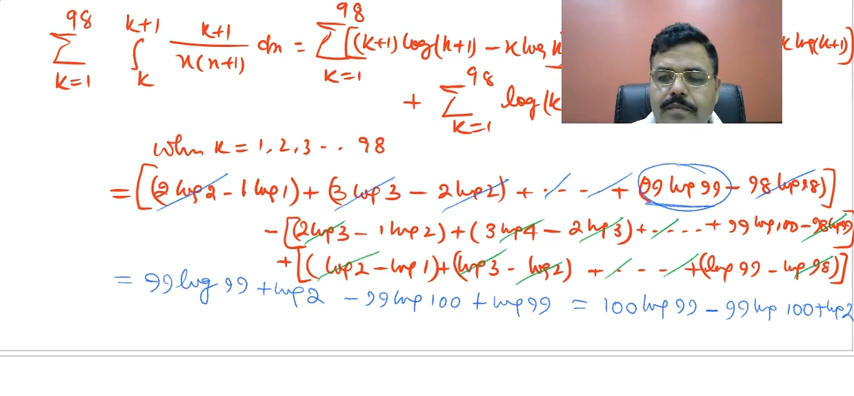 98 Σ k=1 ∫ k k+1 k+1 / x(x+1) dx = 98 Σ k=1 [(k+1) log(k+1) - x log k] x log(k+1)]
+ 98 Σ k=1 log(k
when k = 1, 2, 3 ... 98
= [(2 log 2 - 1 log 1) + (3 log 3 - 2 log 2) + ... + (99 log 99 - 98 log 98)]
- [(2 log 3 - 1 log 2) + (3 log 4 - 2 log 3) + ... + 99 log 100 - 98 log 99)]
+ [(log 2 - log 1) + (log 3 - log 2) + ... + (log 99 - log 98)]
= 99 log 99 + log 2 - 99 log 100 + log 99 = 100 log 99 - 99 log 100 + log 2